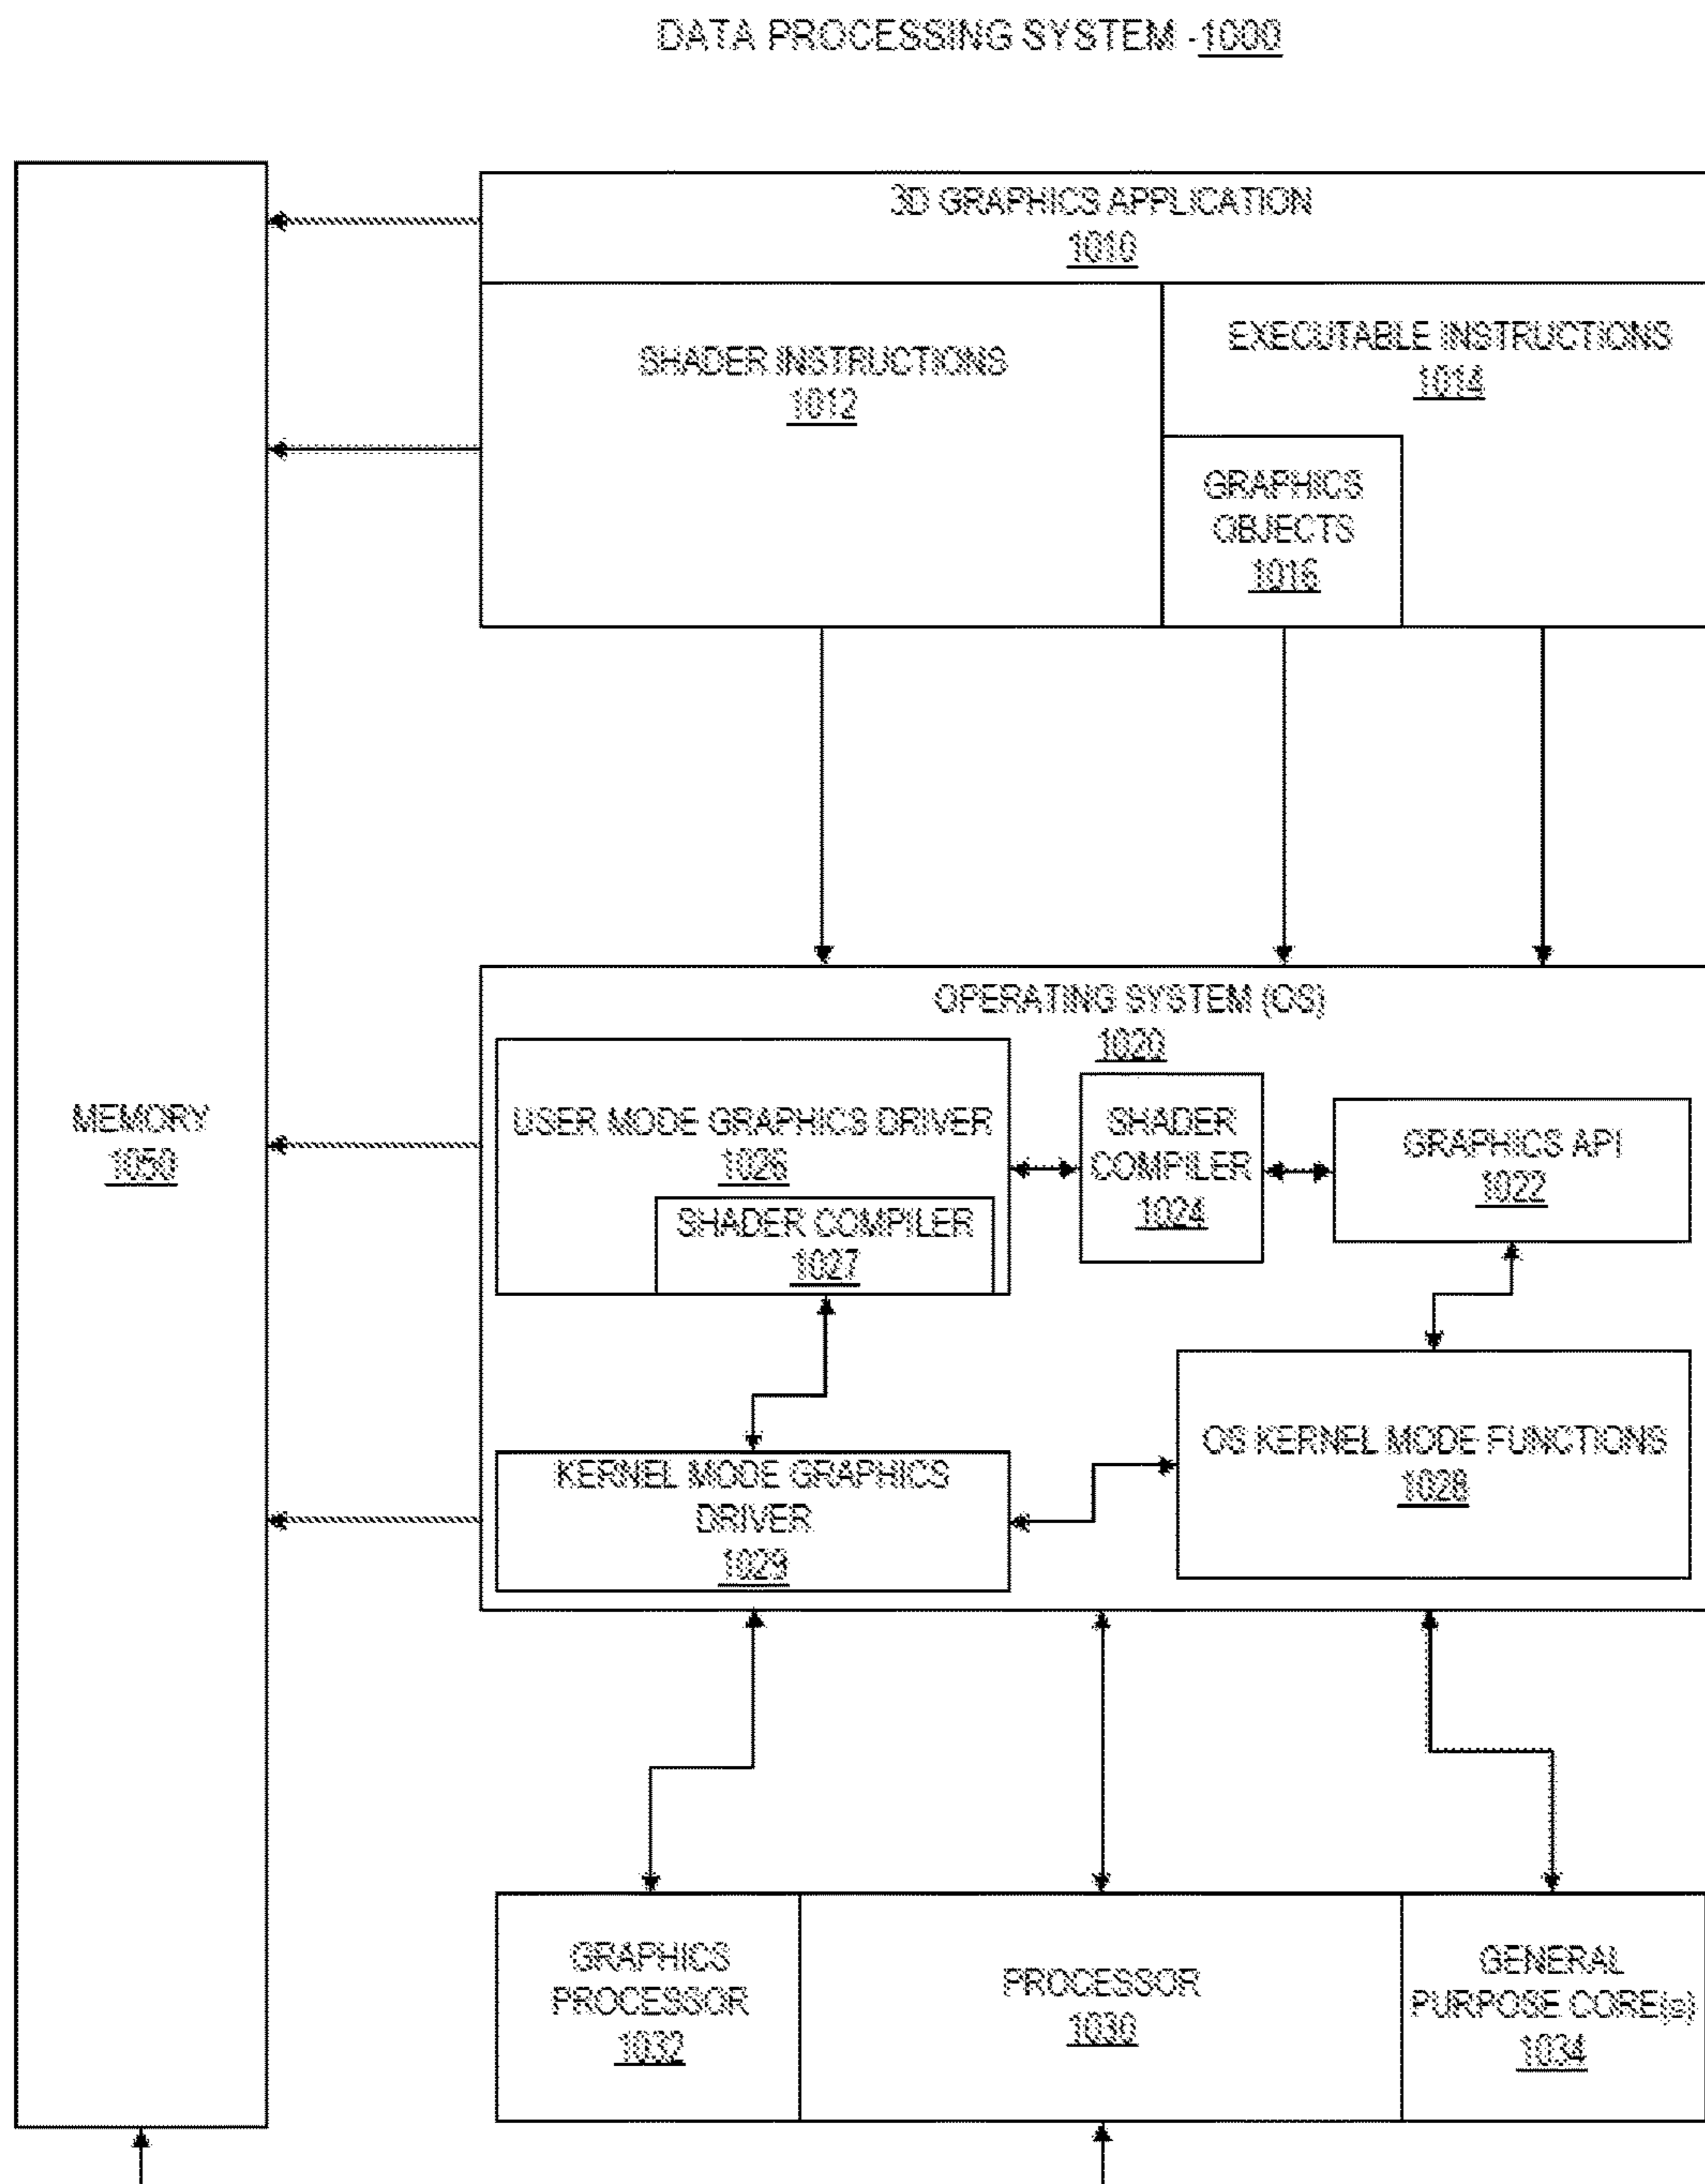 DATA PROCESSING SYSTEM -1000
3D GRAPHICS APPLICATION
1010
SHADER INSTRUCTIONS
1012
EXECUTABLE INSTRUCTIONS
1014
GRAPHICS
OBJECTS
1016
MEMORY
1050
OPERATING SYSTEM (OS)
1020
USER MODE GRAPHICS DRIVER
1026
SHADER COMPILER
1027
SHADER
COMPILER
1024
GRAPHICS API
1022
OS KERNEL MODE FUNCTIONS
1028
KERNEL MODE GRAPHICS
DRIVER
1029
GRAPHICS
PROCESSOR
1032
PROCESSOR
1030
GENERAL
PURPOSE CORE(s)
1034